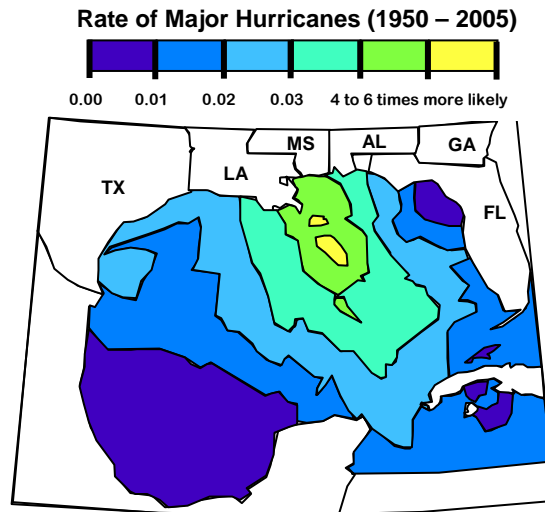 Rate of Major Hurricanes (1950 – 2005)
0.00 0.01 0.02 0.03 4 to 6 times more likely
MS AL GA
LA
TX
FL